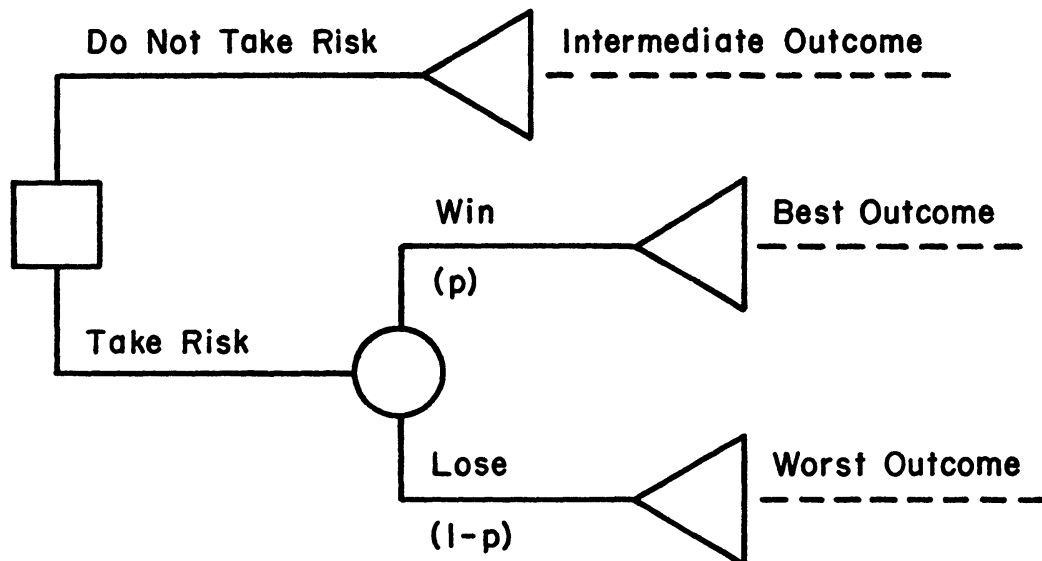 Do Not Take Risk
Intermediate Outcome
Win
Best Outcome
(p)
Take Risk
Lose
Worst Outcome
(1-p)